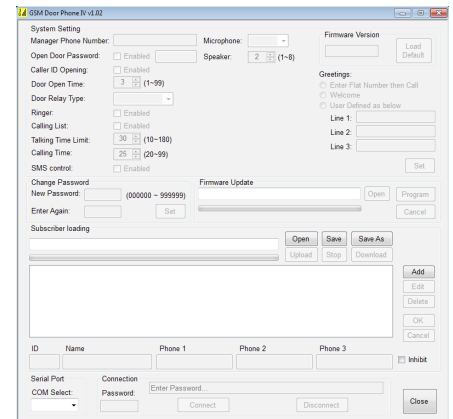 GSM Door Phone IV v1.02
System Setting
Manager Phone Number: Microphone:
Open Door Password: Enabled Speaker: 2 (1~8)
Caller ID Opening: Enabled
Door Open Time: 3 (1~99)
Door Relay Type:
Ringer: Enabled
Calling List: Enabled
Talking Time Limit: 30 (10~180)
Calling Time: 25 (20~99)
SMS control: Enabled
Firmware Version
Load Default
Greetings:
Enter Flat Number then Call
Welcome
User Defined as below
Line 1:
Line 2:
Line 3:
Set
Change Password
New Password: (000000 ~ 999999)
Enter Again: Set
Firmware Update
Open Program
Cancel
Subscriber loading
Open Save Save As
Upload Stop Download
Add
Edit
Delete
OK
Cancel
ID Name Phone 1 Phone 2 Phone 3
Inhibit
Serial Port
COM Select:
Connection
Password: Enter Password...
Connect Disconnect
Close